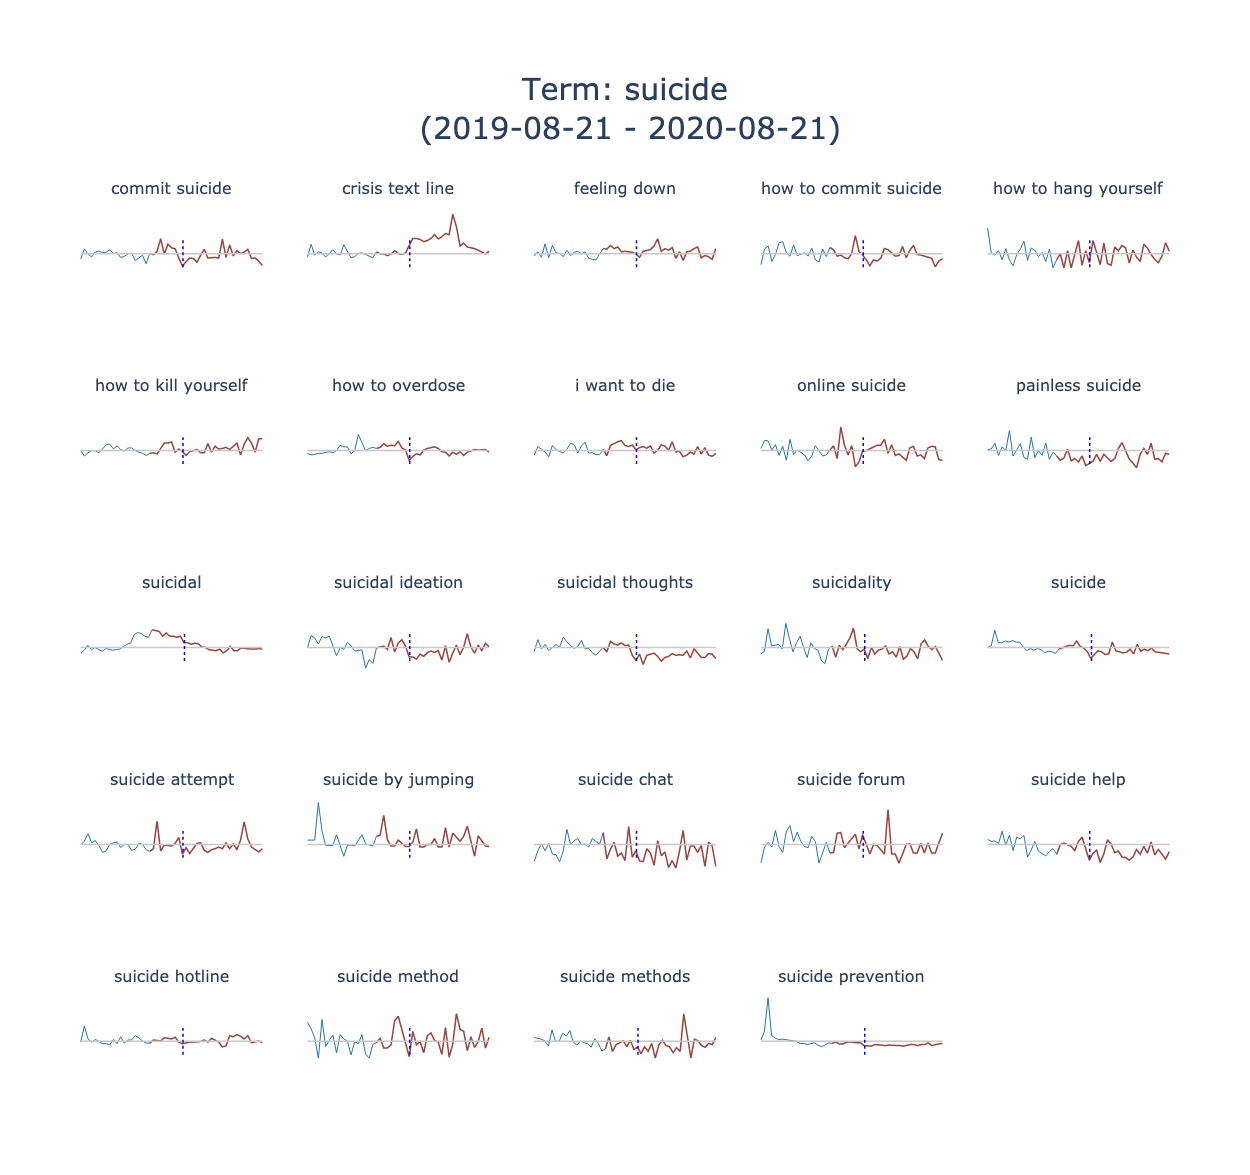 Term: suicide
(2019-08-21 - 2020-08-21)
commit suicide
crisis text line
feeling down
how to commit suicide
how to hang yourself
how to kill yourself
how to overdose
i want to die
online suicide
painless suicide
suicidal
suicidal ideation
suicidal thoughts
suicidality
suicide
suicide attempt
suicide by jumping
suicide chat
suicide forum
suicide help
suicide hotline
suicide method
suicide methods
suicide prevention